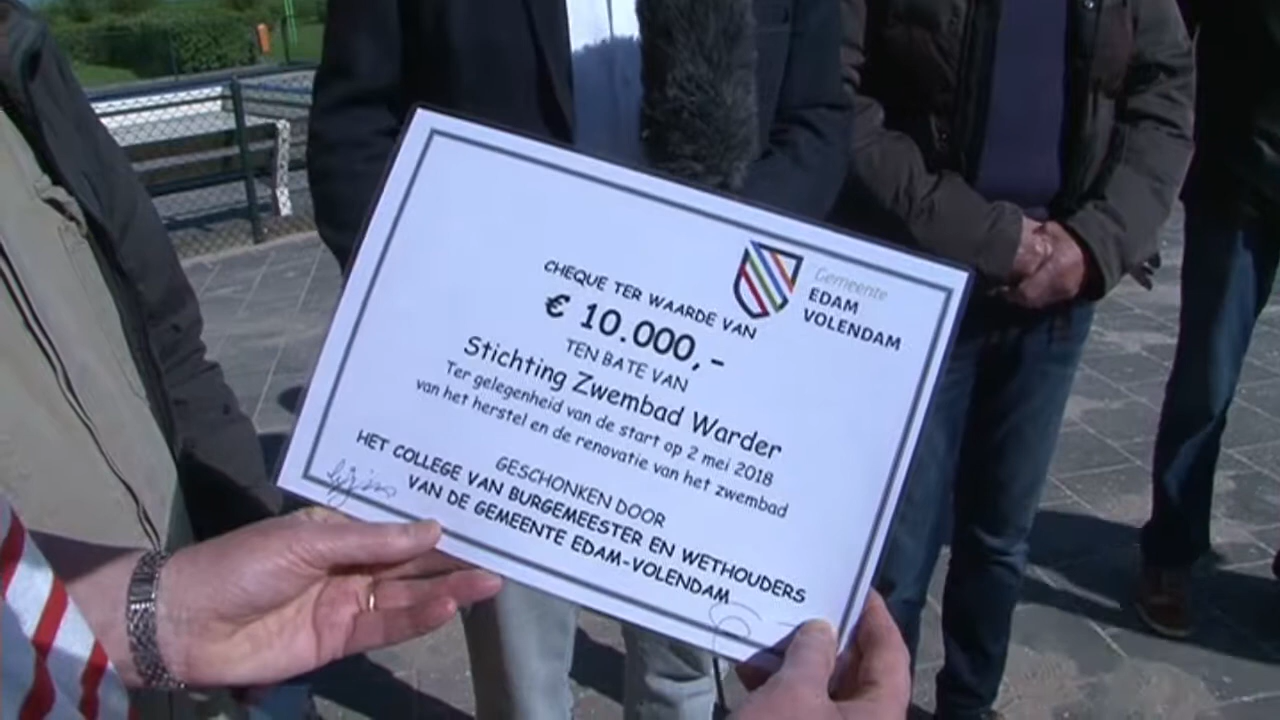 Gemeente
EDAM
VOLENDAM
CHEQUE TER WAARDE VAN
€ 10.000,-
TEN BATE VAN
Stichting Zwembad Warder
Ter gelegenheid van de start op 2 mei 2018
van het herstel en de renovatie van het zwembad
GESCHONKEN DOOR
HET COLLEGE VAN BURGEMEESTER EN WETHOUDERS
VAN DE GEMEENTE EDAM-VOLENDAM